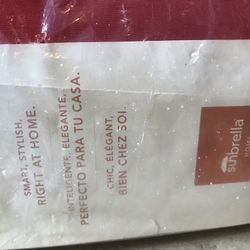 SMART, STYLISH,
RIGHT AT HOME.
INTELIGENTE, ELEGANTE,
PERFECTO PARA TU CASA.
CHIC, ÉLÉGANT,
BIEN CHEZ SOI.
sunbrella